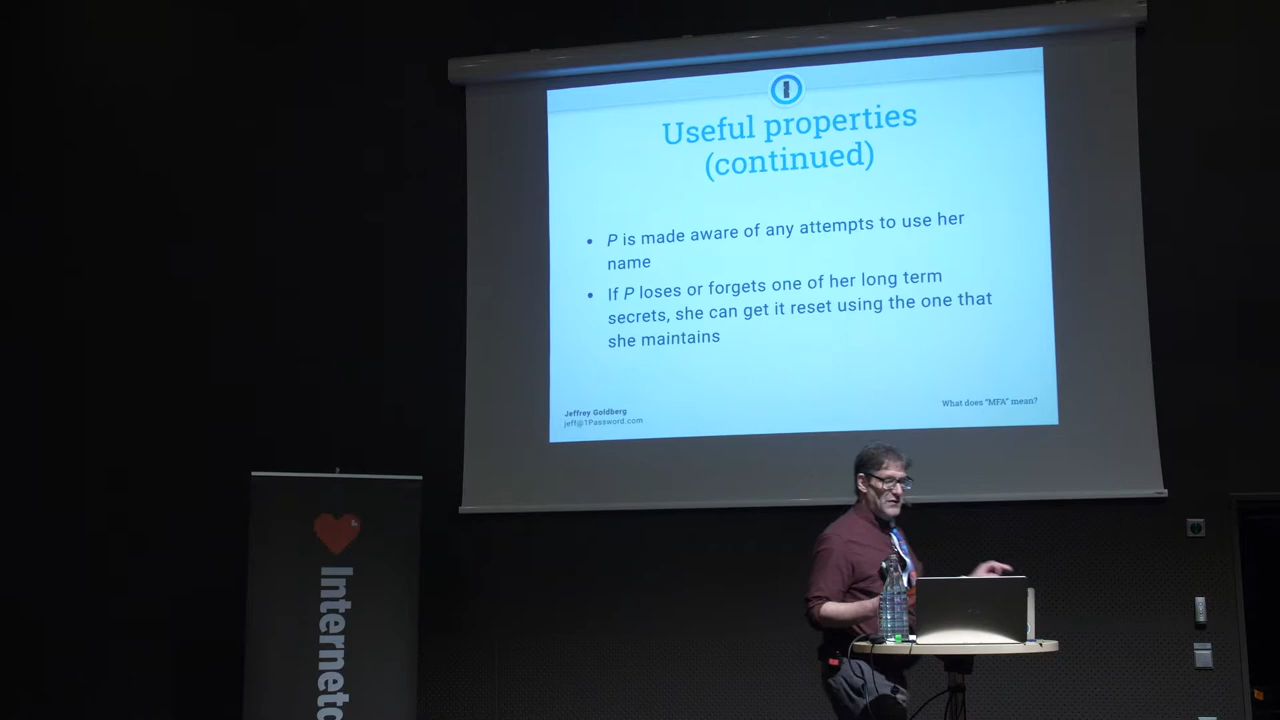 Useful properties
(continued)
• P is made aware of any attempts to use her
name
• If P loses or forgets one of her long term
secrets, she can get it reset using the one that
she maintains
Jeffrey Goldberg
jeff@1Password.com
What does "MFA" mean?
Internetd